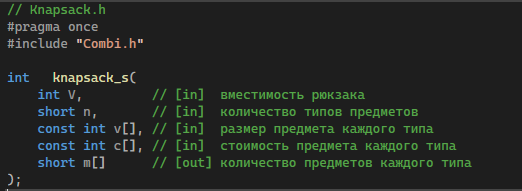 // Knapsack.h
#pragma once
#include "Combi.h"
int knapsack_s(
int V, // [in] вместимость рюкзака
short n, // [in] количество типов предметов
const int v[], // [in] размер предмета каждого типа
const int c[], // [in] стоимость предмета каждого типа
short m[] // [out] количество предметов каждого типа
);